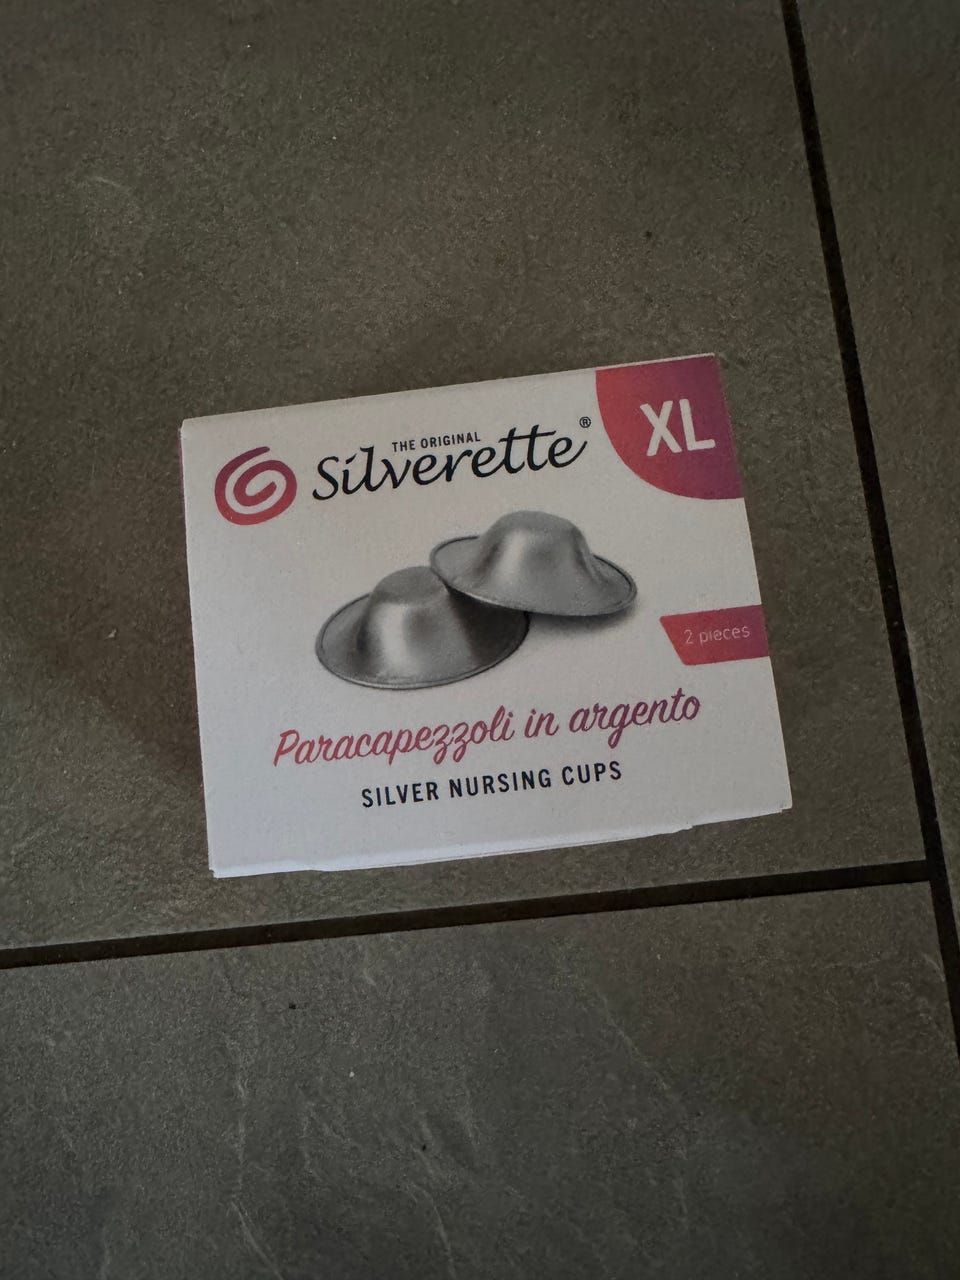 THE ORIGINAL
Silverette®
XL
2 pieces
Paracapezzoli in argento
SILVER NURSING CUPS